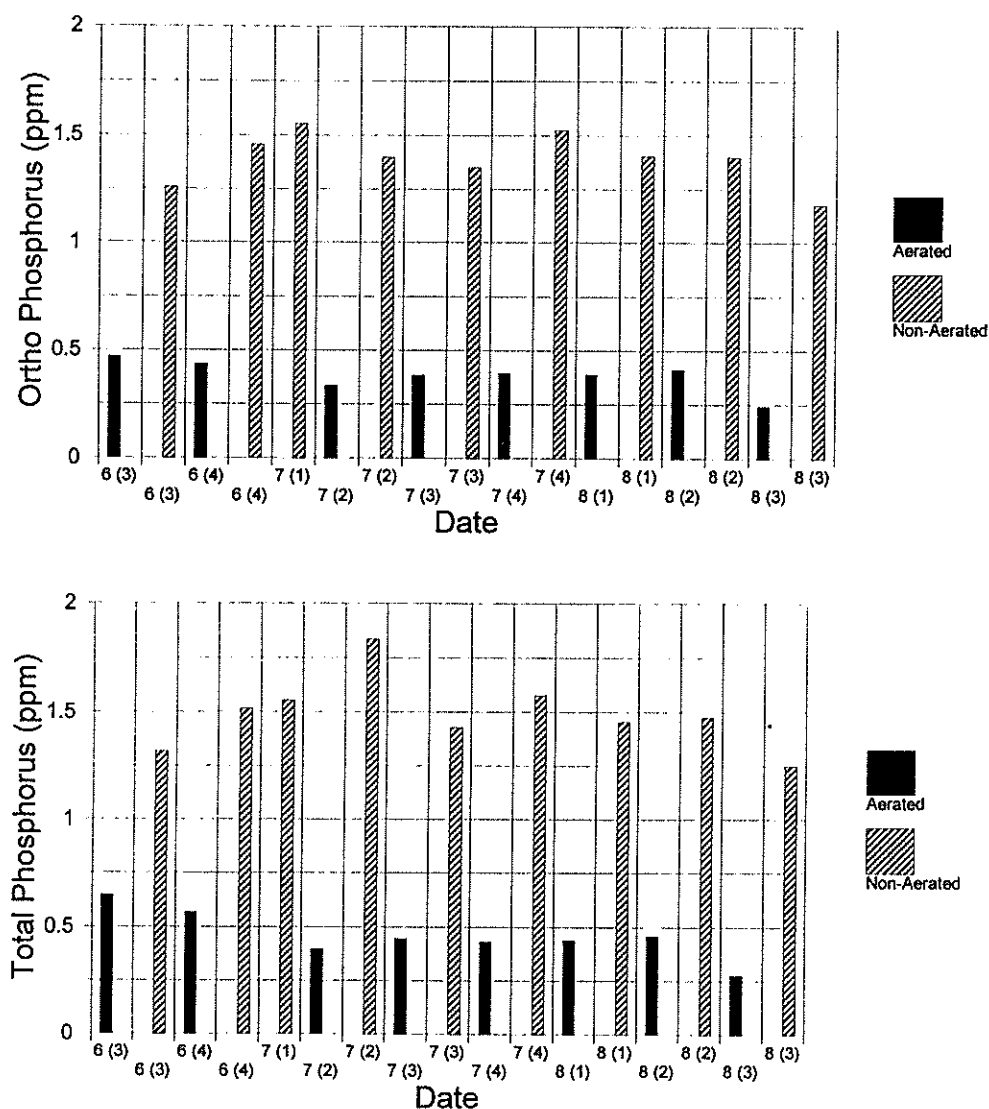 Ortho Phosphorus (ppm)
2
1.5
1
0.5
0
6 (3) 6 (4) 7 (1) 7 (2) 7 (3) 7 (4) 8 (1) 8 (2) 8 (3)
6 (3) 6 (4) 7 (2) 7 (3) 7 (4) 8 (1) 8 (2) 8 (3)
Date
Aerated
Non-Aerated
Total Phosphorus (ppm)
2
1.5
1
0.5
0
6 (3) 6 (4) 7 (1) 7 (2) 7 (3) 7 (4) 8 (1) 8 (2) 8 (3)
6 (3) 6 (4) 7 (2) 7 (3) 7 (4) 8 (1) 8 (2) 8 (3)
Date
Aerated
Non-Aerated